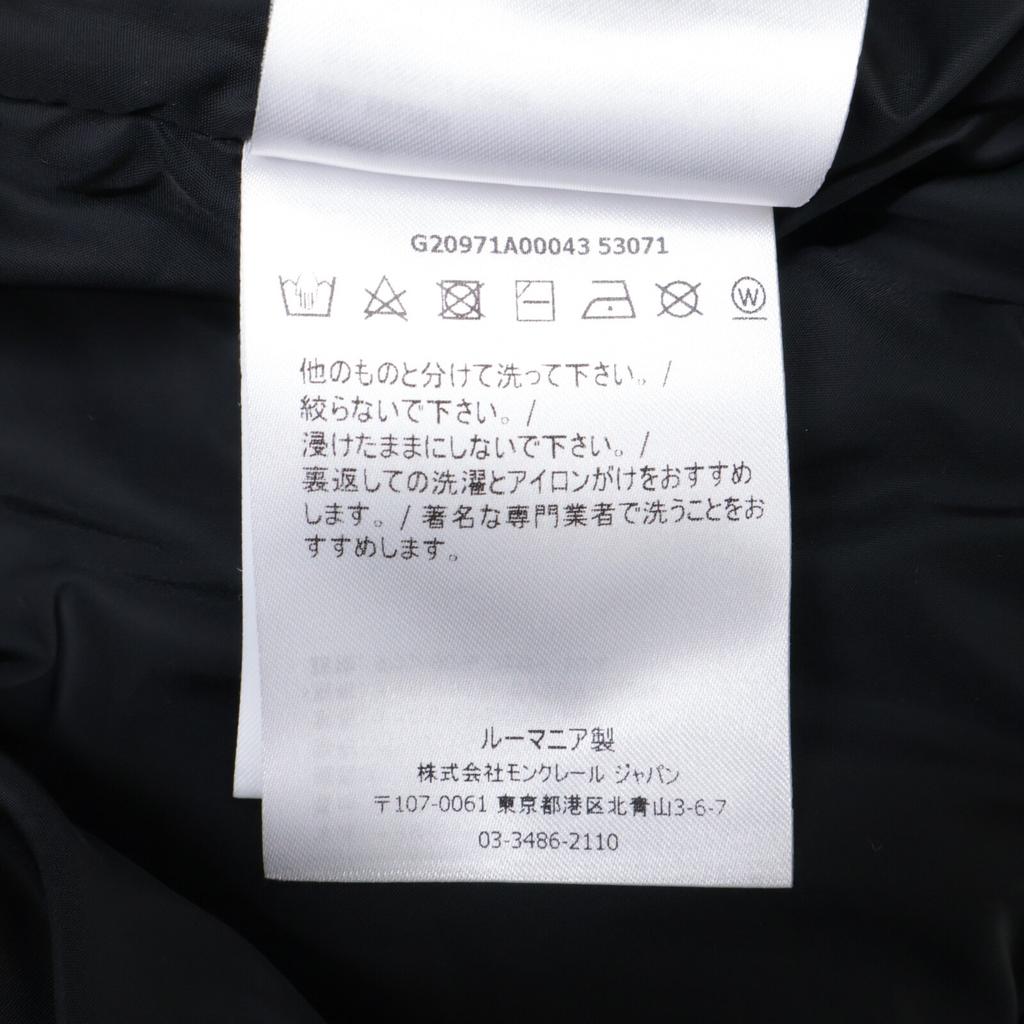 G20971A00043 53071
W
他のものと分けて洗って下さい。/
絞らないで下さい。/
浸けたままにしないで下さい。/
裏返しての洗濯とアイロンがけをおすすめ
します。/ 著名な専門業者で洗うことをお
すすめします。
ルーマニア製
株式会社モンクレール ジャパン
〒107-0061 東京都港区北青山3-6-7
03-3486-2110